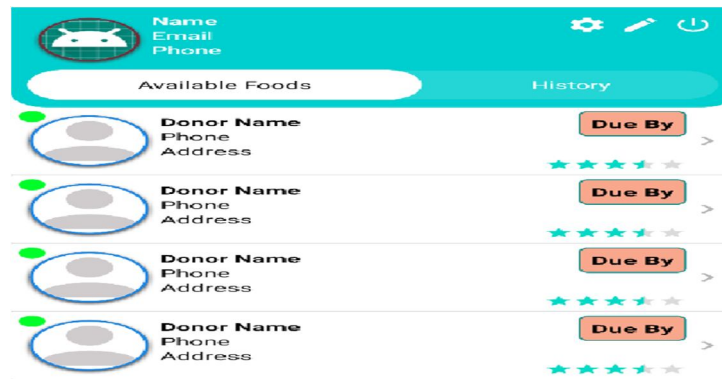 Name
Email
Phone
Available Foods History
Donor Name Due By
Phone
Address
Donor Name Due By
Phone
Address
Donor Name Due By
Phone
Address
Donor Name Due By
Phone
Address